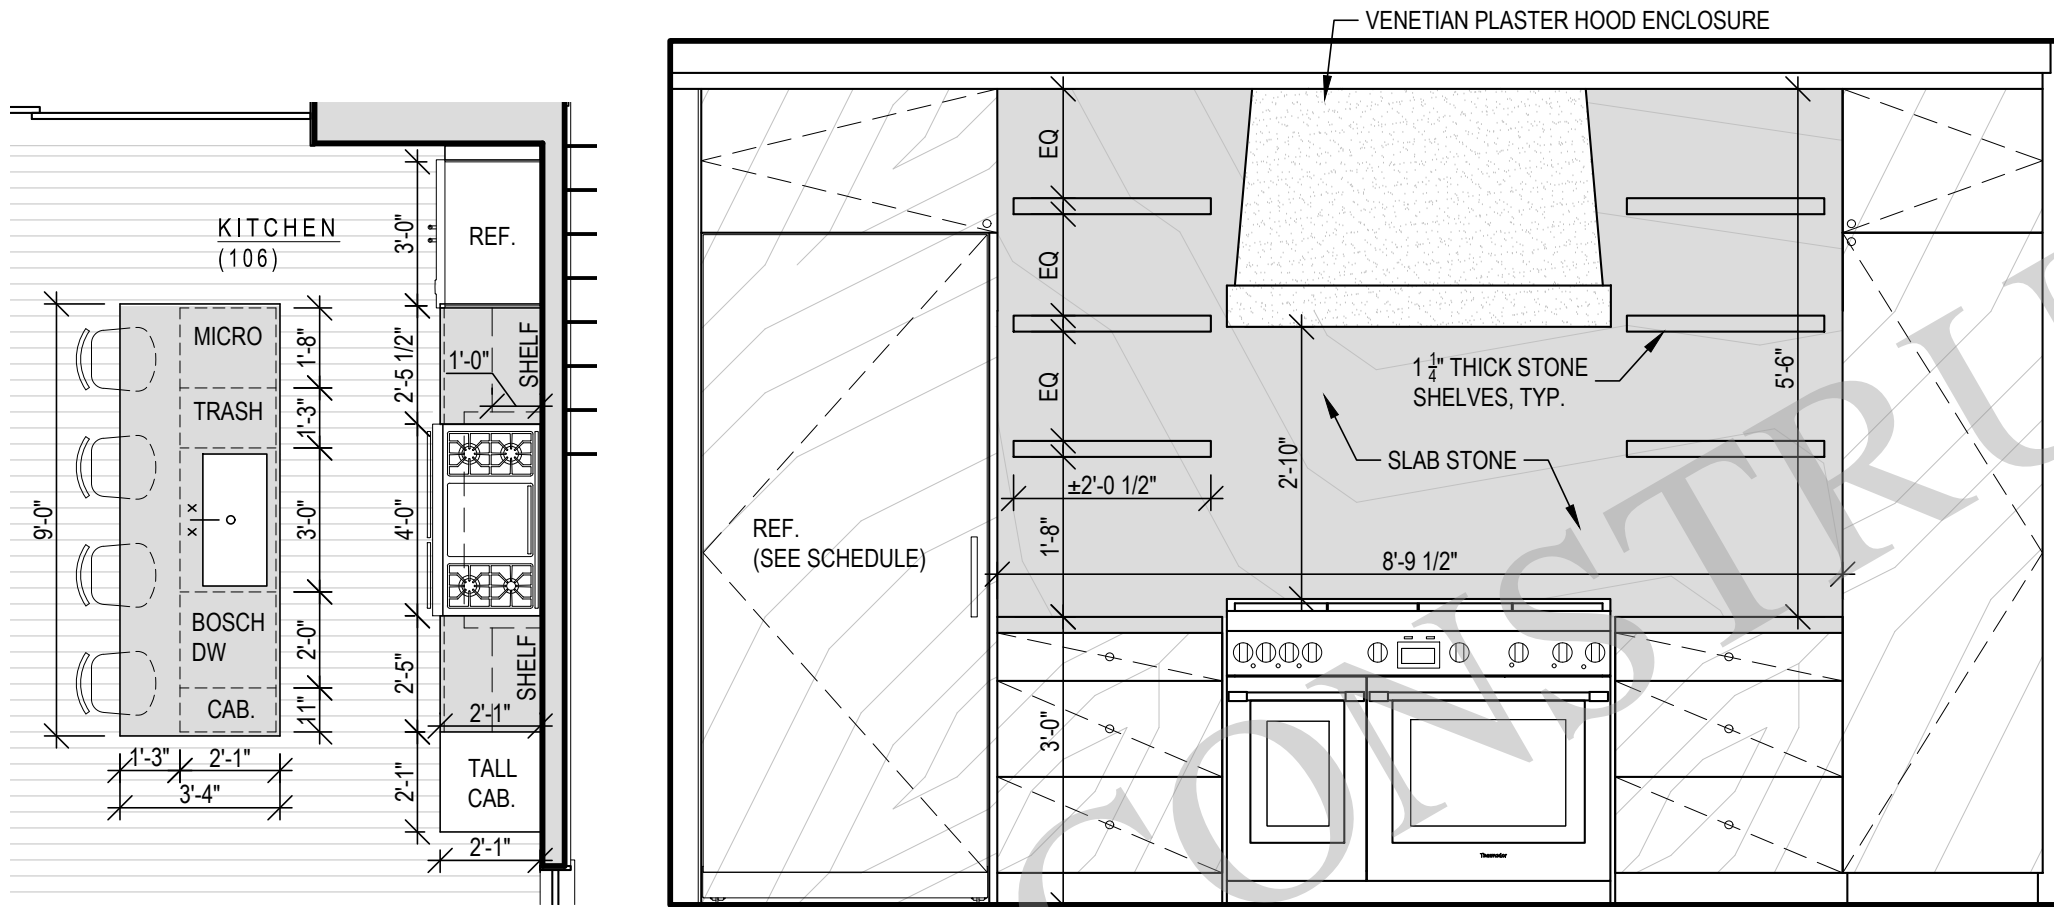 VENETIAN PLASTER HOOD ENCLOSURE
KITCHEN
(106)
REF.
3'-0"
MICRO
1'-8"
2'-5 1/2"
1'-0"
SHELF
TRASH
1'-3"
9'-0"
3'-0"
4'-0"
BOSCH
DW
2'-0"
2'-5"
SHELF
CAB.
11"
2'-1"
1'-3"
2'-1"
3'-4"
2'-1"
TALL
CAB.
2'-1"
EQ
EQ
EQ
1 1/4" THICK STONE
SHELVES, TYP.
5'-6"
SLAB STONE
±2'-0 1/2"
2'-10"
REF.
(SEE SCHEDULE)
1'-8"
8'-9 1/2"
3'-0"
Thermador
CONSTRU